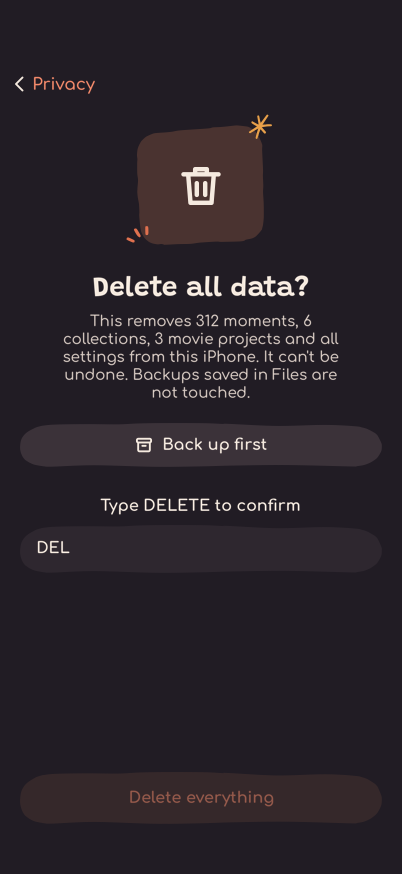 Privacy
Delete all data?
This removes 312 moments, 6
collections, 3 movie projects and all
settings from this iPhone. It can't be
undone. Backups saved in Files are
not touched.
Back up first
Type DELETE to confirm
DEL
Delete everything